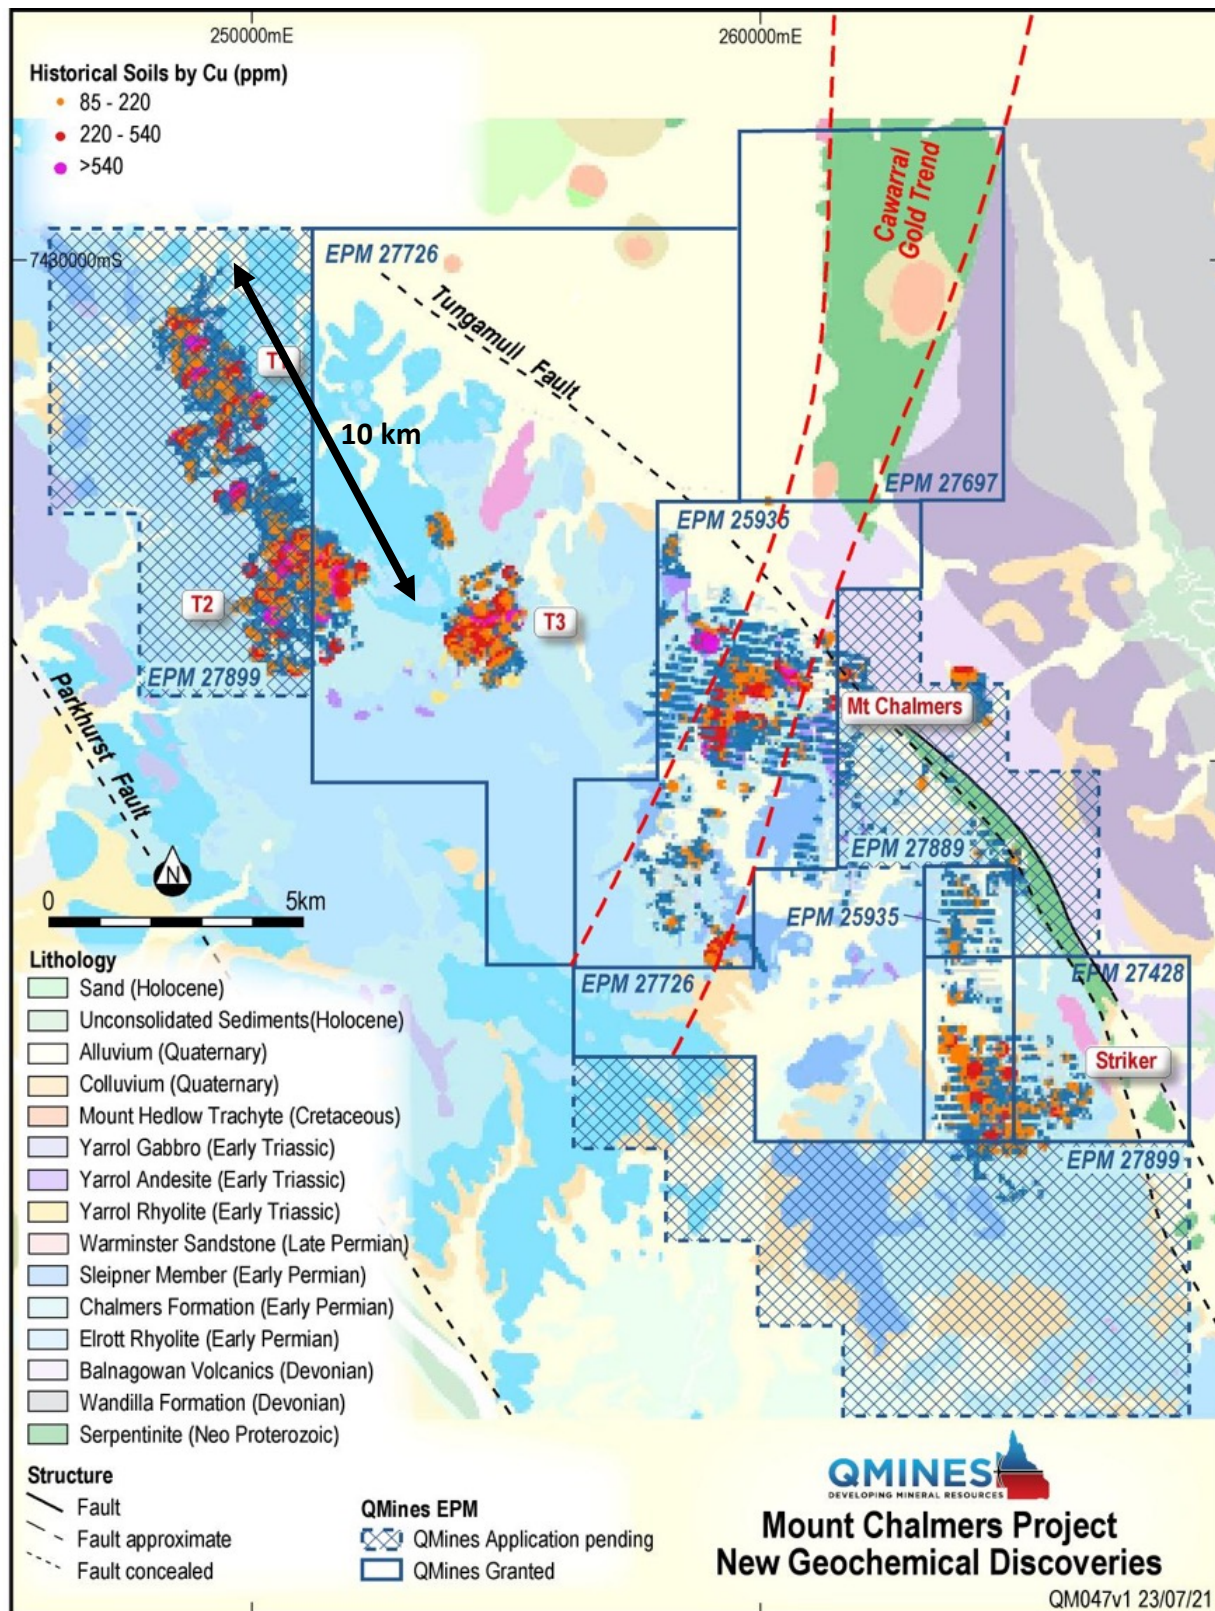 250000mE
260000mE
Historical Soils by Cu (ppm)
85 - 220
220 - 540
>540
Cawarral
Gold Trend
EPM 27726
7430000mS
Tungamull Fault
T1
10 km
EPM 27697
EPM 25935
T2
T3
EPM 27899
Mt Chalmers
Parkhurst Fault
N
0 5km
EPM 27889
EPM 25935
EPM 27726
EPM 27428
Striker
EPM 27899
Lithology
Sand (Holocene)
Unconsolidated Sediments(Holocene)
Alluvium (Quaternary)
Colluvium (Quaternary)
Mount Hedlow Trachyte (Cretaceous)
Yarrol Gabbro (Early Triassic)
Yarrol Andesite (Early Triassic)
Yarrol Rhyolite (Early Triassic)
Warminster Sandstone (Late Permian)
Sleipner Member (Early Permian)
Chalmers Formation (Early Permian)
Elrott Rhyolite (Early Permian)
Balnagowan Volcanics (Devonian)
Wandilla Formation (Devonian)
Serpentinite (Neo Proterozoic)
Structure
Fault
Fault approximate
Fault concealed
QMines EPM
QMines Application pending
QMines Granted
QMINES
DEVELOPING MINERAL RESOURCES
Mount Chalmers Project
New Geochemical Discoveries
QM047v1 23/07/21